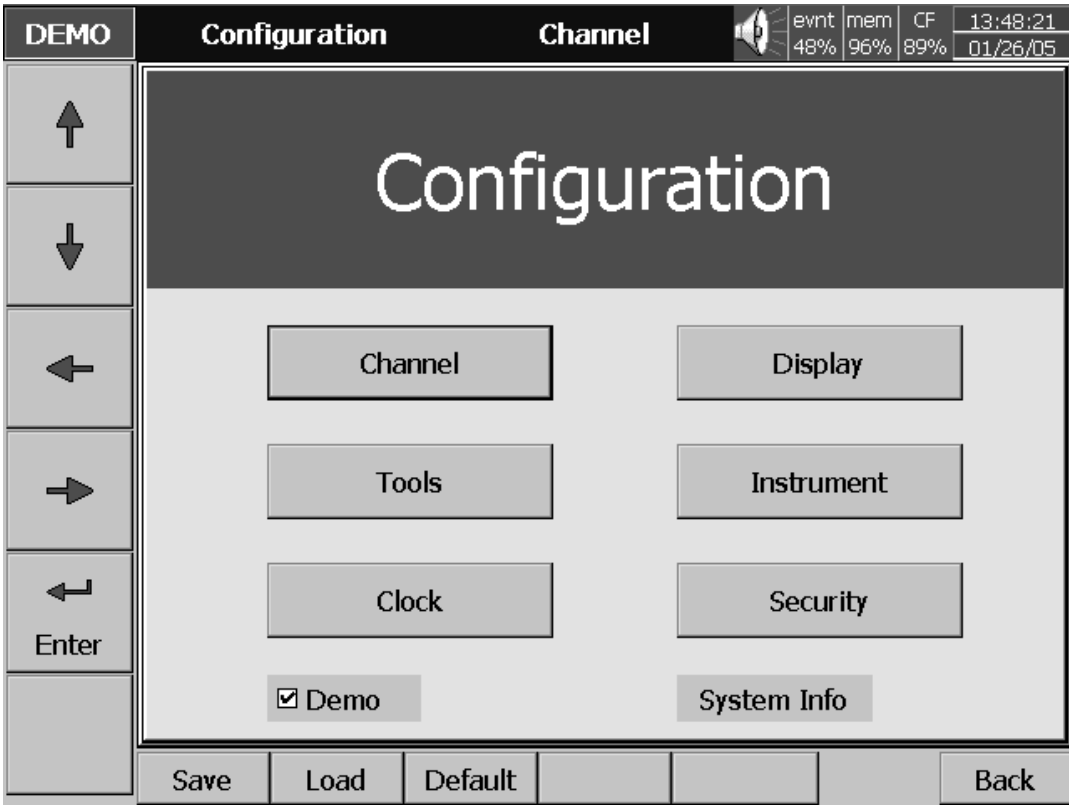 DEMO Configuration Channel evnt mem CF 13:48:21
48% 96% 89% 01/26/05
Configuration
Channel Display
Tools Instrument
Clock Security
Enter
Demo System Info
Save Load Default Back